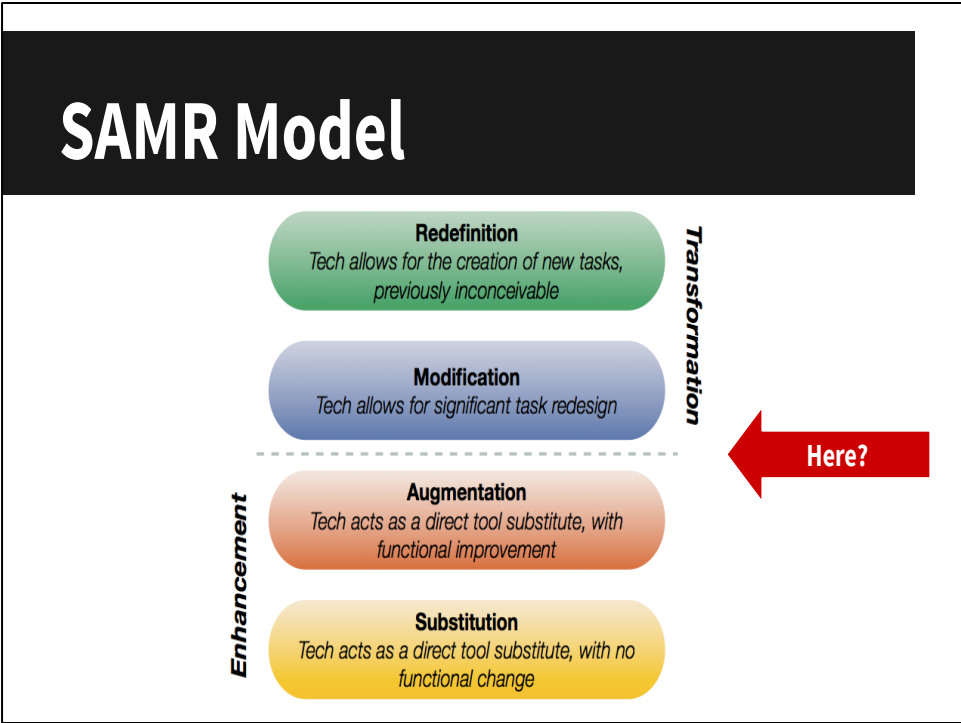 SAMR Model
Redefinition
Tech allows for the creation of new tasks,
previously inconceivable
Transformation
Modification
Tech allows for significant task redesign
Here?
Augmentation
Tech acts as a direct tool substitute, with
functional improvement
Enhancement
Substitution
Tech acts as a direct tool substitute, with no
functional change